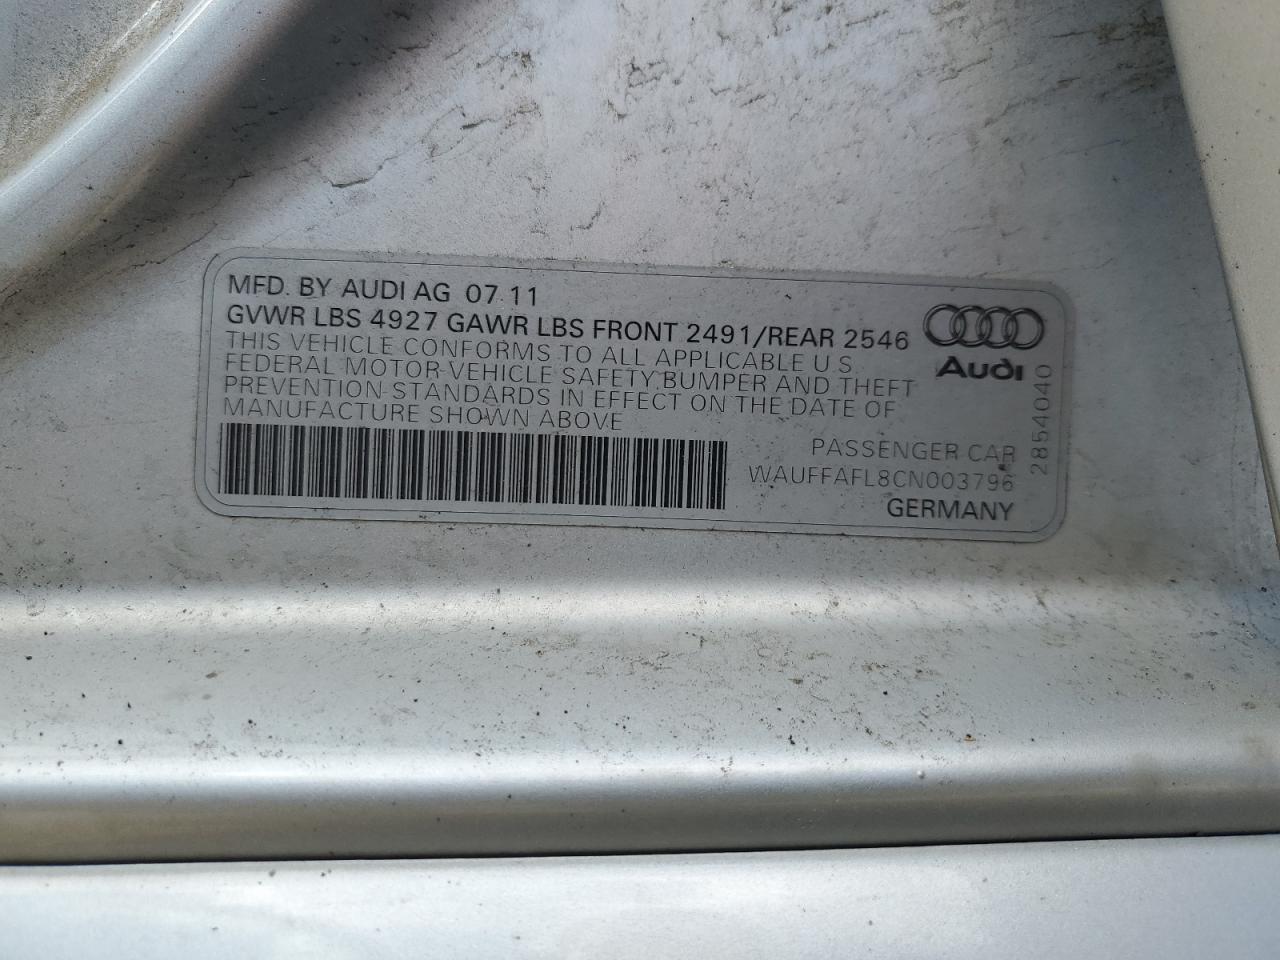 MFD. BY AUDI AG 07.11
GVWR LBS 4927 GAWR LBS FRONT 2491/REAR 2546
THIS VEHICLE CONFORMS TO ALL APPLICABLE U.S.
FEDERAL MOTOR-VEHICLE SAFETY,BUMPER AND THEFT
PREVENTION-STANDARDS IN EFFECT ON THE DATE OF
MANUFACTURE SHOWN ABOVE
Audi
2854040
PASSENGER CAR
WAUFFAFL8CN003796
GERMANY